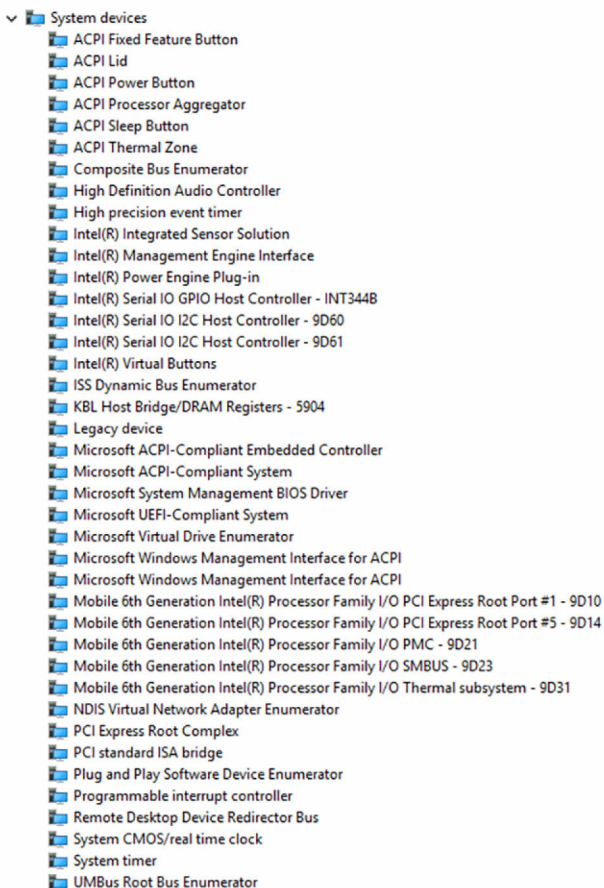 System devices
ACPI Fixed Feature Button
ACPI Lid
ACPI Power Button
ACPI Processor Aggregator
ACPI Sleep Button
ACPI Thermal Zone
Composite Bus Enumerator
High Definition Audio Controller
High precision event timer
Intel(R) Integrated Sensor Solution
Intel(R) Management Engine Interface
Intel(R) Power Engine Plug-in
Intel(R) Serial IO GPIO Host Controller - INT344B
Intel(R) Serial IO I2C Host Controller - 9D60
Intel(R) Serial IO I2C Host Controller - 9D61
Intel(R) Virtual Buttons
ISS Dynamic Bus Enumerator
KBL Host Bridge/DRAM Registers - 5904
Legacy device
Microsoft ACPI-Compliant Embedded Controller
Microsoft ACPI-Compliant System
Microsoft System Management BIOS Driver
Microsoft UEFI-Compliant System
Microsoft Virtual Drive Enumerator
Microsoft Windows Management Interface for ACPI
Microsoft Windows Management Interface for ACPI
Mobile 6th Generation Intel(R) Processor Family I/O PCI Express Root Port #1 - 9D10
Mobile 6th Generation Intel(R) Processor Family I/O PCI Express Root Port #5 - 9D14
Mobile 6th Generation Intel(R) Processor Family I/O PMC - 9D21
Mobile 6th Generation Intel(R) Processor Family I/O SMBUS - 9D23
Mobile 6th Generation Intel(R) Processor Family I/O Thermal subsystem - 9D31
NDIS Virtual Network Adapter Enumerator
PCI Express Root Complex
PCI standard ISA bridge
Plug and Play Software Device Enumerator
Programmable interrupt controller
Remote Desktop Device Redirector Bus
System CMOS/real time clock
System timer
UMBus Root Bus Enumerator